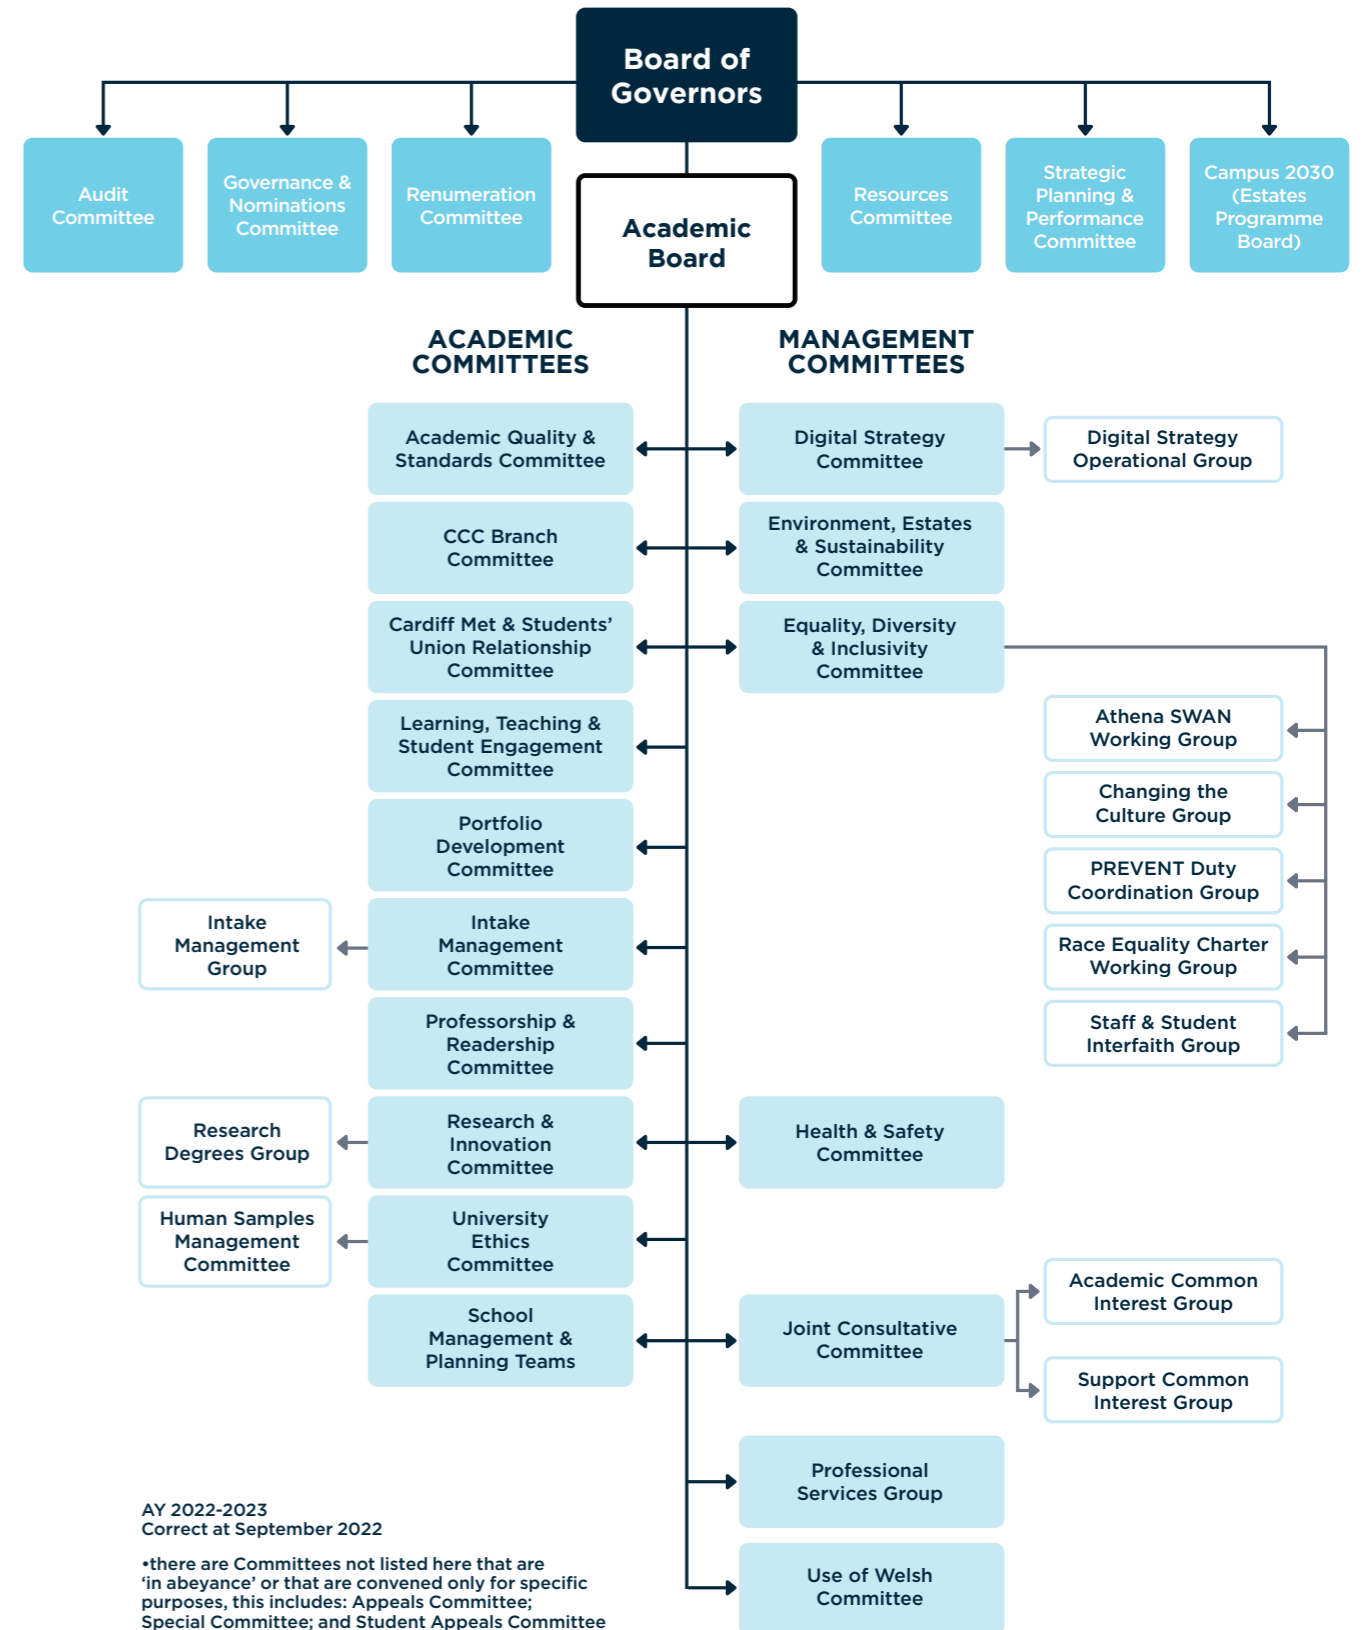 Board of
Governors
Audit
Committee
Governance &
Nominations
Committee
Renumeration
Committee
Resources
Committee
Strategic
Planning &
Performance
Committee
Campus 2030
(Estates
Programme
Board)
Academic
Board
ACADEMIC
COMMITTEES
MANAGEMENT
COMMITTEES
Academic Quality &
Standards Committee
Digital Strategy
Committee
Digital Strategy
Operational Group
CCC Branch
Committee
Environment, Estates
& Sustainability
Committee
Cardiff Met & Students’
Union Relationship
Committee
Equality, Diversity
& Inclusivity
Committee
Learning, Teaching &
Student Engagement
Committee
Athena SWAN
Working Group
Changing the
Culture Group
Portfolio
Development
Committee
PREVENT Duty
Coordination Group
Intake
Management
Group
Intake
Management
Committee
Race Equality Charter
Working Group
Professorship &
Readership
Committee
Staff & Student
Interfaith Group
Research
Degrees Group
Research &
Innovation
Committee
Health & Safety
Committee
Human Samples
Management
Committee
University
Ethics
Committee
School
Management &
Planning Teams
Joint Consultative
Committee
Academic Common
Interest Group
Support Common
Interest Group
Professional
Services Group
Use of Welsh
Committee
AY 2022-2023
Correct at September 2022
•there are Committees not listed here that are
‘in abeyance’ or that are convened only for specific
purposes, this includes: Appeals Committee;
Special Committee; and Student Appeals Committee